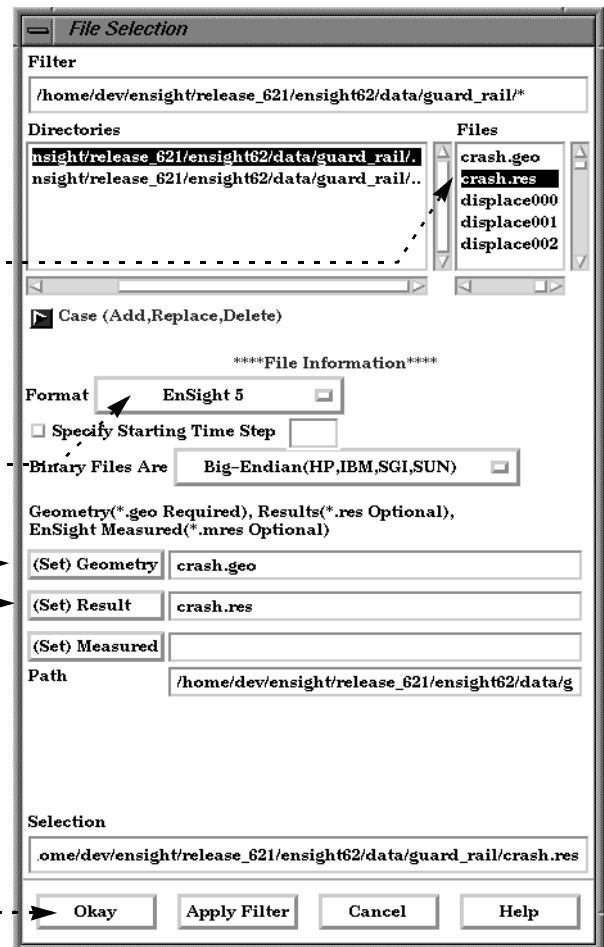 File Selection
Filter
/home/dev/ensight/release_621/ensight62/data/guard_rail/*
Directories
nsight/release_621/ensight62/data/guard_rail/.
nsight/release_621/ensight62/data/guard_rail/..
Files
crash.geo
crash.res
displace000
displace001
displace002
Case (Add,Replace,Delete)
****File Information****
Format EnSight 5
Specify Starting Time Step
Binary Files Are Big-Endian(HP,IBM,SGI,SUN)
Geometry(*.geo Required), Results(*.res Optional),
EnSight Measured(*.mres Optional)
(Set) Geometry crash.geo
(Set) Result crash.res
(Set) Measured
Path /home/dev/ensight/release_621/ensight62/data/g
Selection
.ome/dev/ensight/release_621/ensight62/data/guard_rail/crash.res
Okay Apply Filter Cancel Help